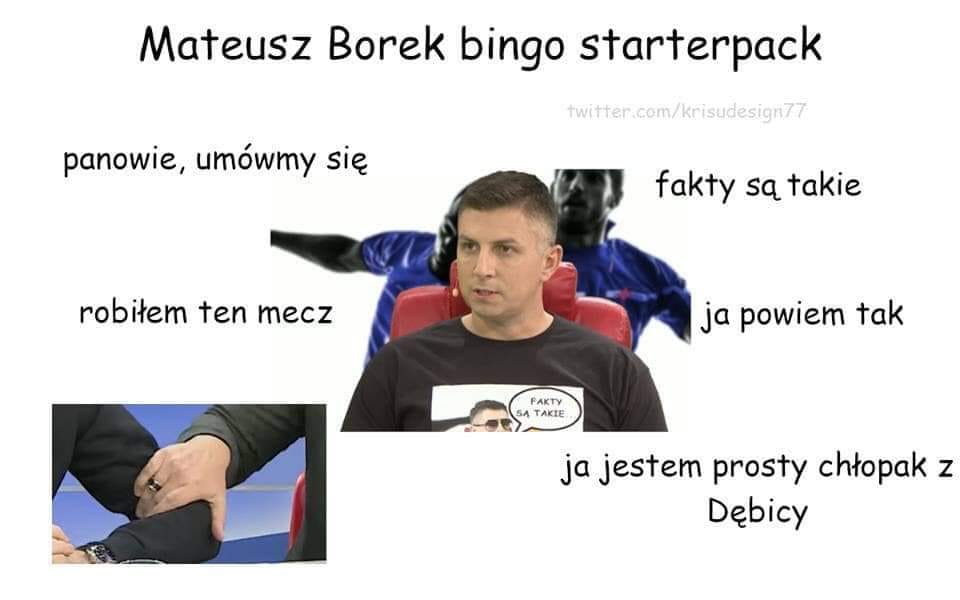 Mateusz Borek bingo starterpack
twitter.com/krisudesign77
panowie, umówmy się
fakty są takie
robiłem ten mecz
ja powiem tak
FAKTY
SĄ TAKIE...
ja jestem prosty chłopak z
Dębicy